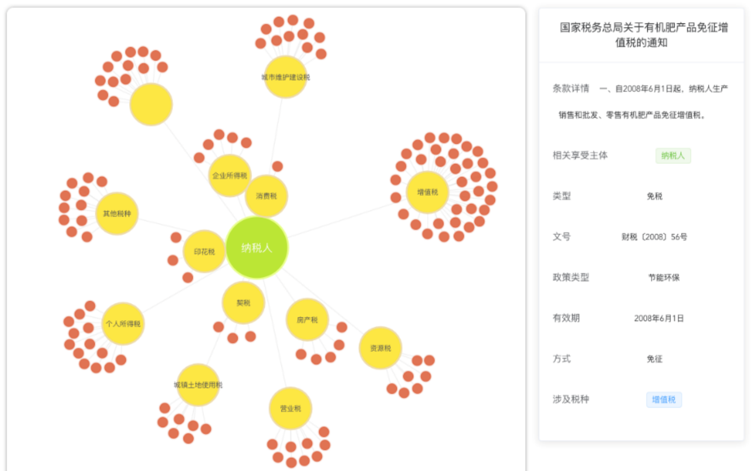 城市维护建设税
企业所得税
消费税
增值税
其他税种
印花税
纳税人
契税
房产税
个人所得税
资源税
城镇土地使用税
营业税
国家税务总局关于有机肥产品免征增
值税的通知
条款详情 一、自2008年6月1日起，纳税人生产
销售和批发、零售有机肥产品免征增值税。
相关享受主体 纳税人
类型 免税
文号 财税〔2008〕56号
政策类型 节能环保
有效期 2008年6月1日
方式 免征
涉及税种 增值税